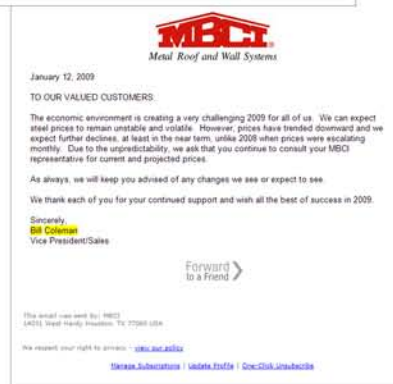 MBCI
Metal Roof and Wall Systems
January 12, 2009
TO OUR VALUED CUSTOMERS:
The economic environment is creating a very challenging 2009 for all of us. We can expect
steel prices to remain unstable and volatile. However, prices have trended downward and we
expect further declines, at least in the near term, unlike 2008 when prices were escalating
monthly. Due to the unpredictability, we ask that you continue to consult your MBCI
representative for current and projected prices.
As always, we will keep you advised of any changes we see or expect to see.
We thank each of you for your continued support and wish all the best of success in 2009.
Sincerely,
Bill Coleman
Vice President/Sales
Forward
to a Friend
This email was sent by: MBCI
14031 West Hardy Houston, TX 77060 USA
We respect your right to privacy - view our policy
Manage Subscriptions | Update Profile | One-Click Unsubscribe